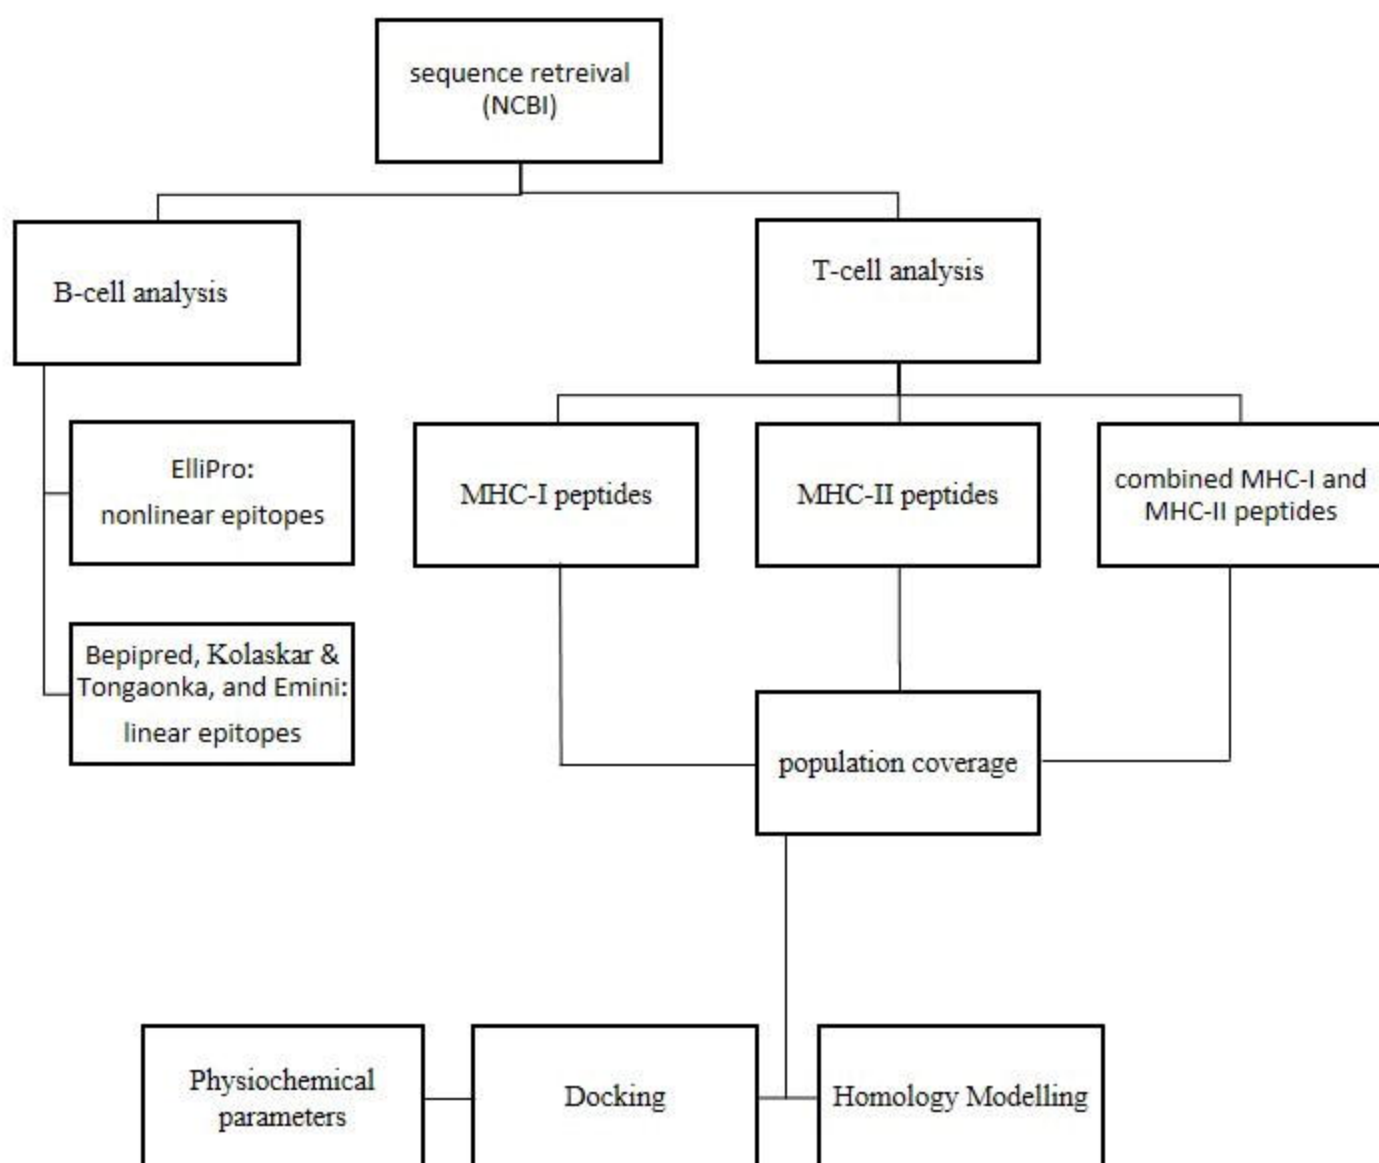 sequence retreival
(NCBI)
B-cell analysis
T-cell analysis
ElliPro:
nonlinear epitopes
MHC-I peptides
MHC-II peptides
combined MHC-I and
MHC-II peptides
Bepipred, Kolaskar &
Tongaonka, and Emini:
linear epitopes
population coverage
Physiochemical
parameters
Docking
Homology Modelling